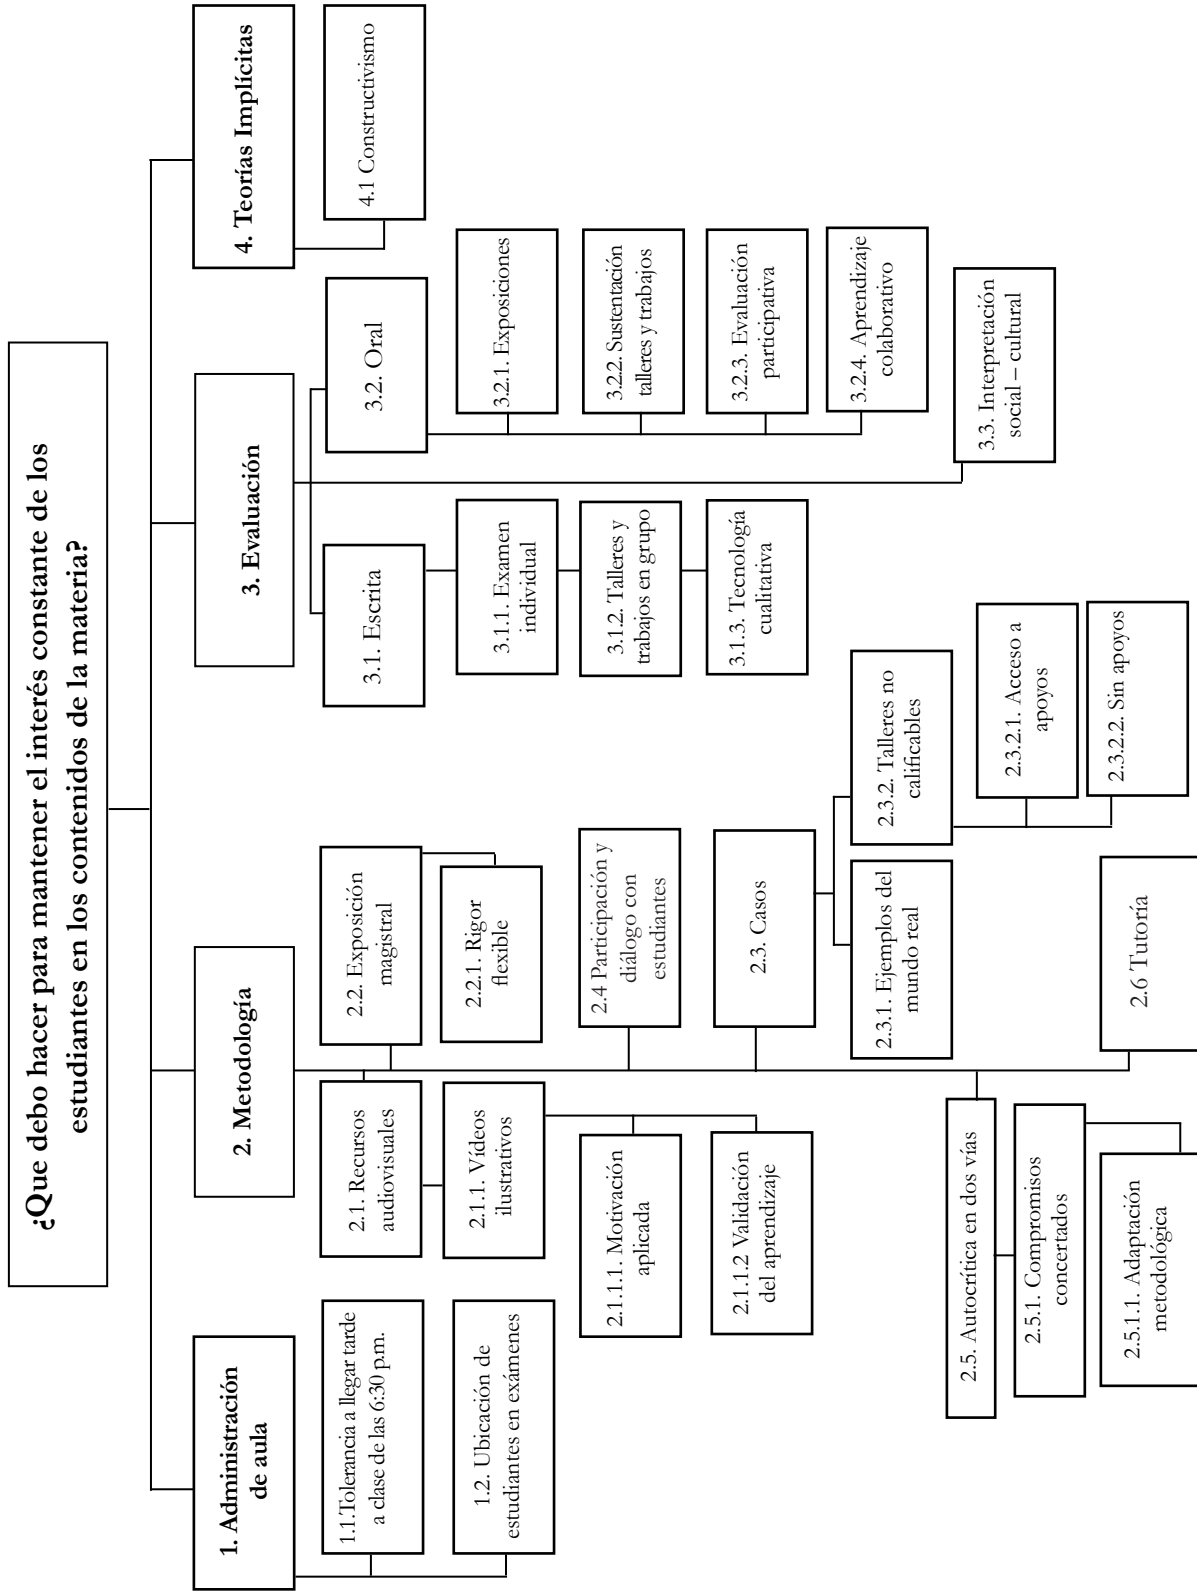 ¿Que debo hacer para mantener el interés constante de los
estudiantes en los contenidos de la materia?
1. Administración
de aula
1.1.Tolerancia a llegar tarde
a clase de las 6:30 p.m.
1.2. Ubicación de
estudiantes en exámenes
2. Metodología
2.1. Recursos
audiovisuales
2.1.1. Vídeos
ilustrativos
2.1.1.1. Motivación
aplicada
2.1.1.2 Validación
del aprendizaje
2.2. Exposición
magistral
2.2.1. Rigor
flexible
2.4 Participación y
diálogo con
estudiantes
2.3. Casos
2.3.1. Ejemplos del
mundo real
2.3.2. Talleres no
calificables
2.3.2.1. Acceso a
apoyos
2.3.2.2. Sin apoyos
2.5. Autocrítica en dos vías
2.5.1. Compromisos
concertados
2.5.1.1. Adaptación
metodológica
2.6 Tutoría
3. Evaluación
3.1. Escrita
3.1.1. Examen
individual
3.1.2. Talleres y
trabajos en grupo
3.1.3. Tecnología
cualitativa
3.2. Oral
3.2.1. Exposiciones
3.2.2. Sustentación
talleres y trabajos
3.2.3. Evaluación
participativa
3.2.4. Aprendizaje
colaborativo
3.3. Interpretación
social – cultural
4. Teorías Implícitas
4.1 Constructivismo